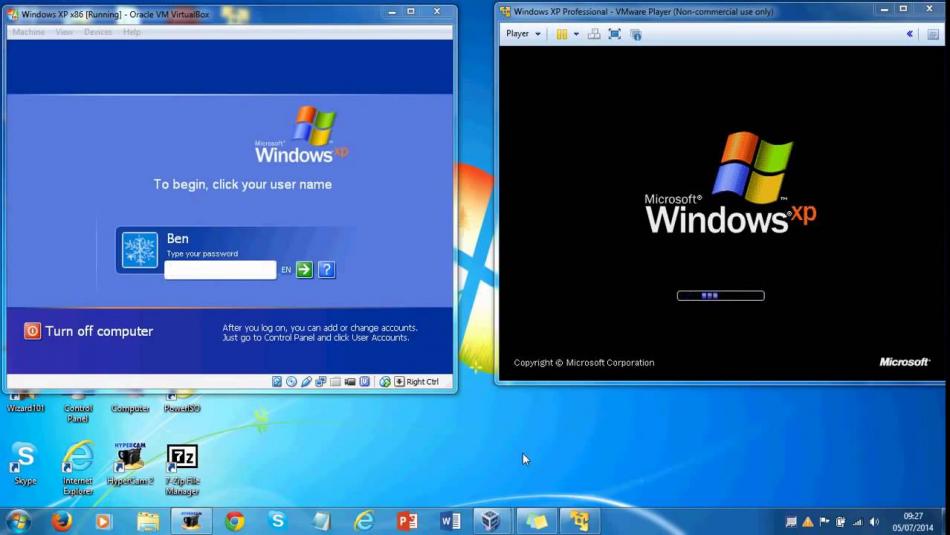 Windows XP x86 [Running] - Oracle VM VirtualBox
Machine View Devices Help
Microsoft®
Windows xp
To begin, click your user name
Ben
Type your password
EN
Turn off computer
After you log on, you can add or change accounts.
Just go to Control Panel and click User Accounts.
Right Ctrl
Windows XP Professional - VMware Player (Non-commercial use only)
Player
Microsoft®
Windows® xp™
Copyright © Microsoft Corporation
Microsoft®
Wizard101
Control
Panel
Computer
PowerISO
Skype
Internet
Explorer
HYPERCAM
HyperCam 2
7z
7-Zip File
Manager
09:27
05/07/2014